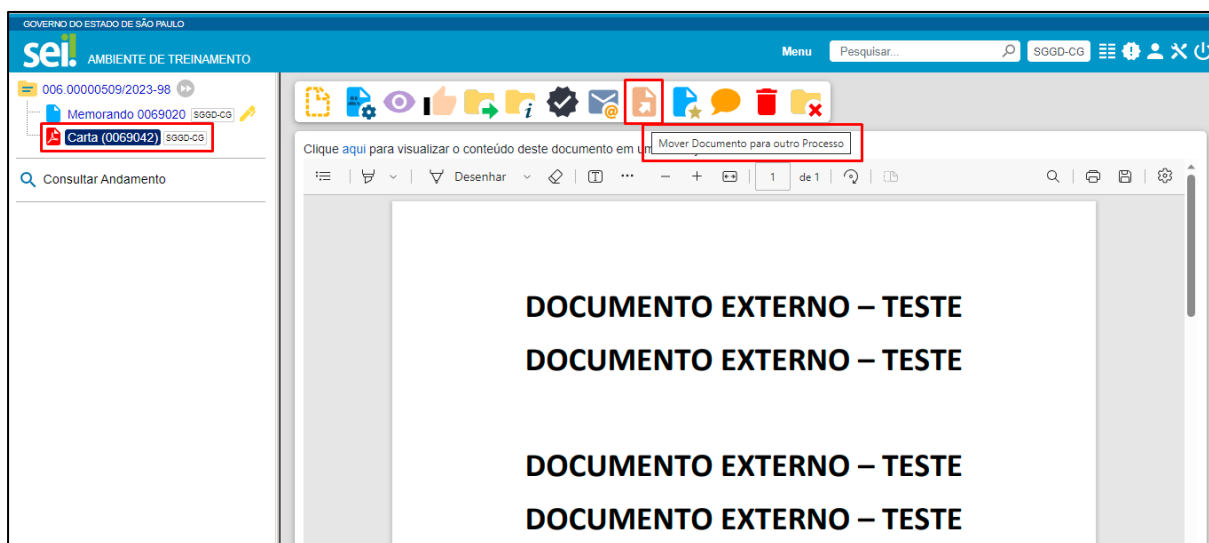 GOVERNO DO ESTADO DE SÃO PAULO
sei! AMBIENTE DE TREINAMENTO
Menu Pesquisar... SGGD-CG
006.00000509/2023-98
Memorando 0069020 SGGD-CG
Carta (0069042) SGGD-CG
Consultar Andamento
Mover Documento para outro Processo
Clique aqui para visualizar o conteúdo deste documento em
Desenhar 1 de 1
DOCUMENTO EXTERNO – TESTE
DOCUMENTO EXTERNO – TESTE
DOCUMENTO EXTERNO – TESTE
DOCUMENTO EXTERNO – TESTE